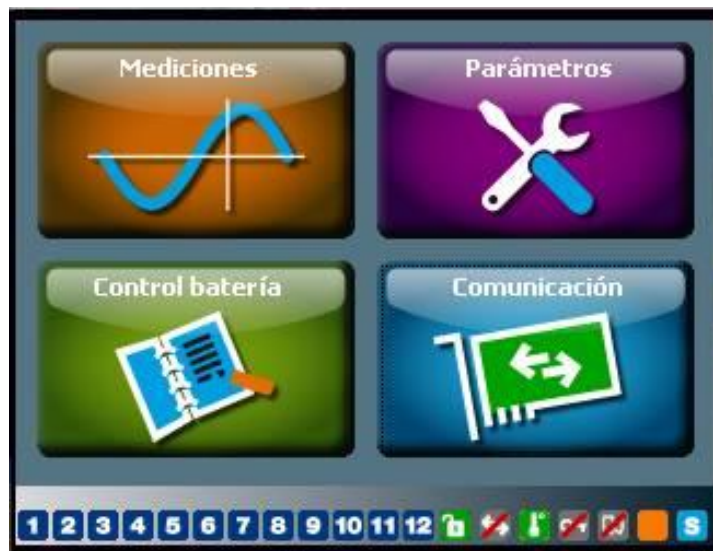 Mediciones Parámetros
Control batería Comunicación
1 2 3 4 5 6 7 8 9 10 11 12 S